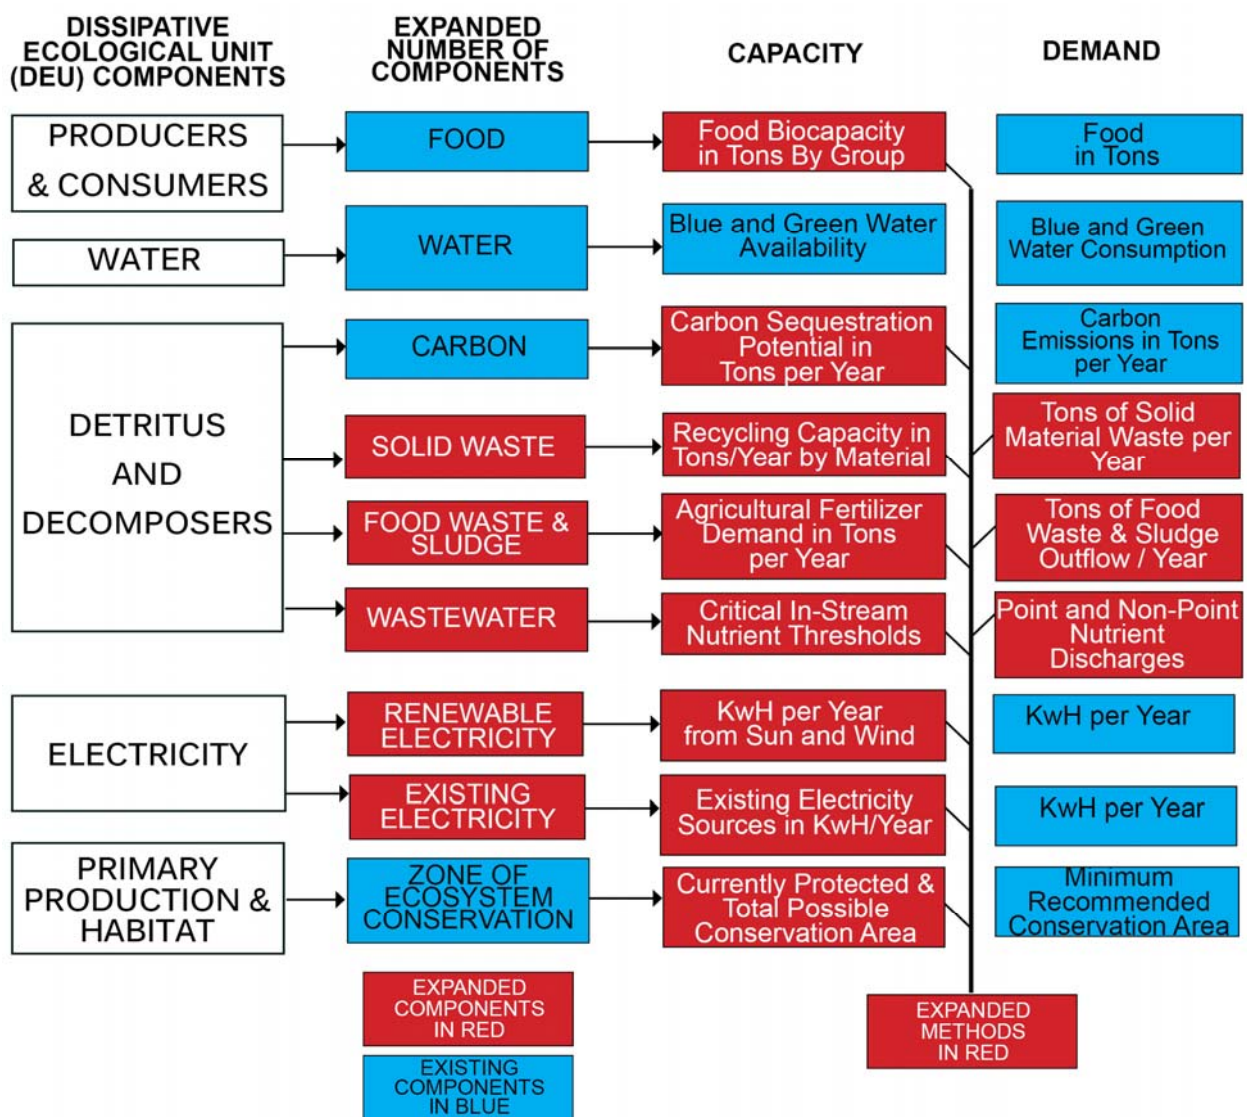 DISSIPATIVE
ECOLOGICAL UNIT
(DEU) COMPONENTS
EXPANDED
NUMBER OF
COMPONENTS
CAPACITY
DEMAND
PRODUCERS
& CONSUMERS
FOOD
Food Biocapacity
in Tons By Group
Food
in Tons
WATER
WATER
Blue and Green Water
Availability
Blue and Green
Water Consumption
DETRITUS
AND
DECOMPOSERS
CARBON
Carbon Sequestration
Potential in
Tons per Year
Carbon
Emissions in Tons
per Year
SOLID WASTE
Recycling Capacity in
Tons/Year by Material
Tons of Solid
Material Waste per
Year
FOOD WASTE &
SLUDGE
Agricultural Fertilizer
Demand in Tons
per Year
Tons of Food
Waste & Sludge
Outflow / Year
WASTEWATER
Critical In-Stream
Nutrient Thresholds
Point and Non-Point
Nutrient
Discharges
ELECTRICITY
RENEWABLE
ELECTRICITY
KwH per Year
from Sun and Wind
KwH per Year
EXISTING
ELECTRICITY
Existing Electricity
Sources in KwH/Year
KwH per Year
PRIMARY
PRODUCTION &
HABITAT
ZONE OF
ECOSYSTEM
CONSERVATION
Currently Protected &
Total Possible
Conservation Area
Minimum
Recommended
Conservation Area
EXPANDED
COMPONENTS
IN RED
EXPANDED
METHODS
IN RED
EXISTING
COMPONENTS
IN BLUE